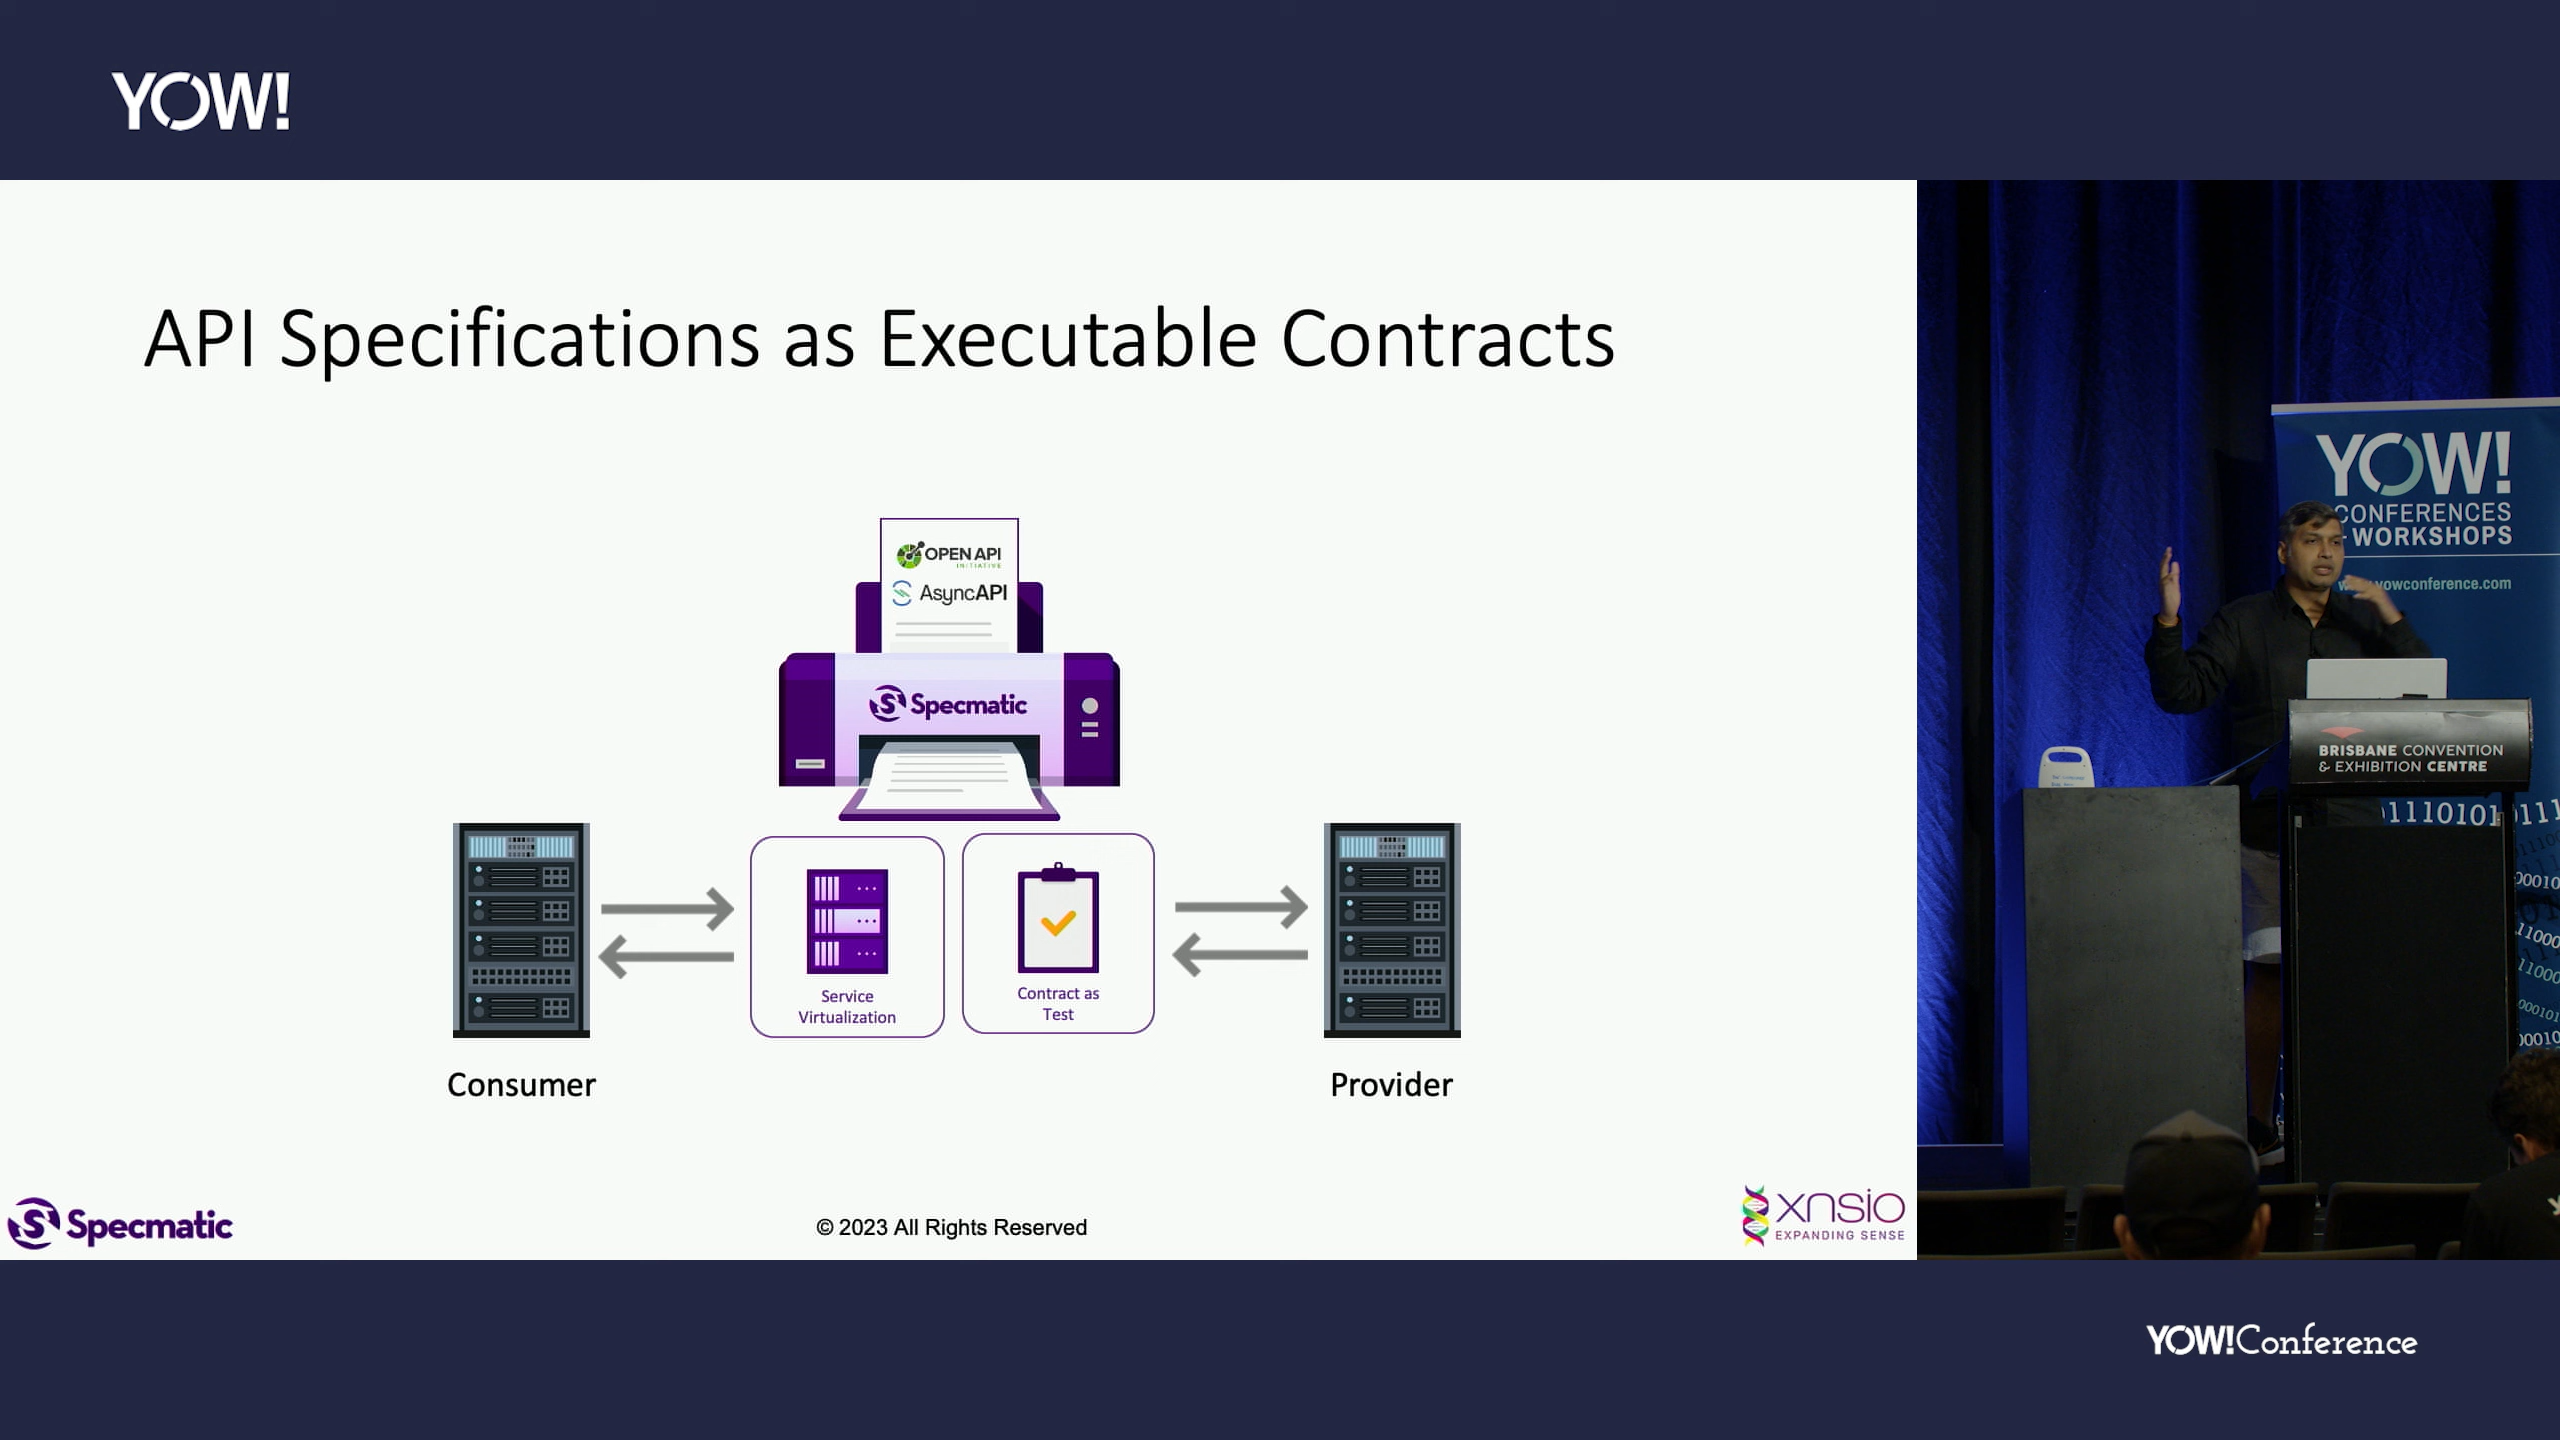 YOW!
API Specifications as Executable Contracts
OPEN API
INITIATIVE
AsyncAPI
Specmatic
Service
Virtualization
Contract as
Test
Consumer
Provider
Specmatic
© 2023 All Rights Reserved
xnsio
EXPANDING SENSE
YOW!
CONFERENCES
WORKSHOPS
yowconference.com
BRISBANE CONVENTION
& EXHIBITION CENTRE
YOW!Conference